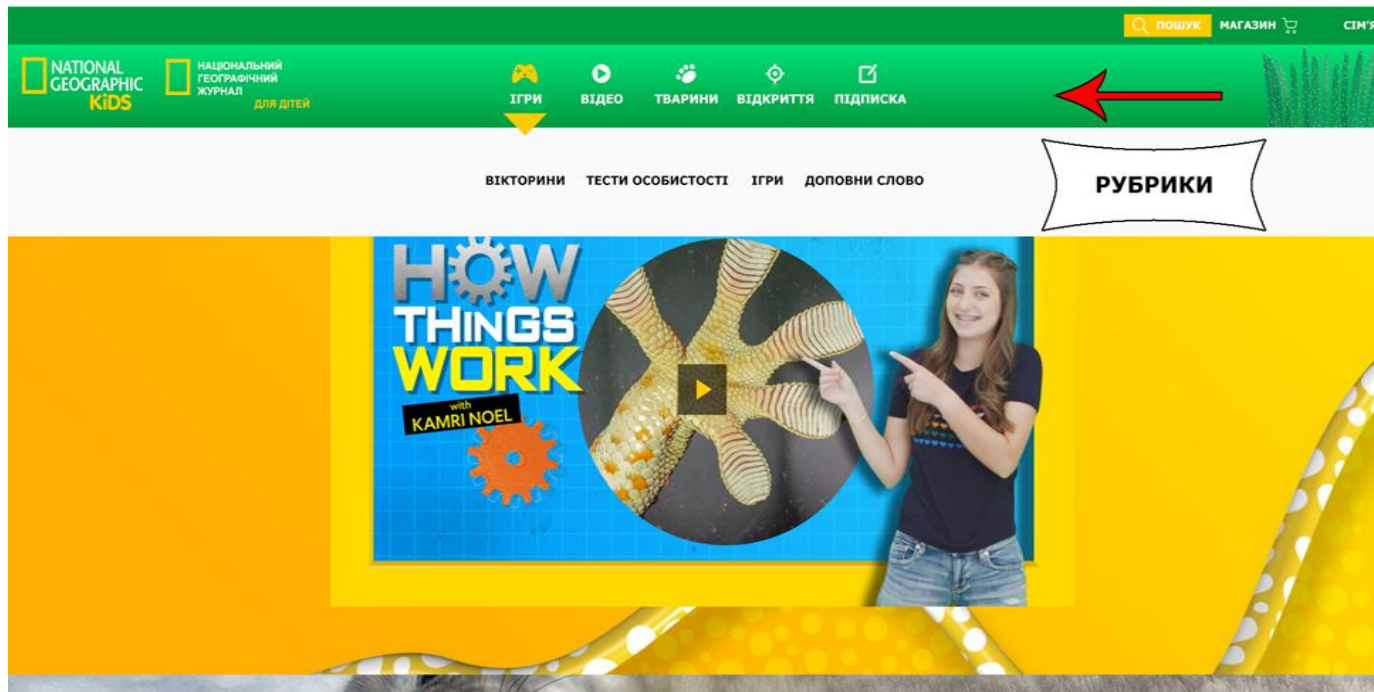 ПОШУК МАГАЗИН СІМ'Я
NATIONAL
GEOGRAPHIC
KiDS
НАЦІОНАЛЬНИЙ
ГЕОГРАФІЧНИЙ
ЖУРНАЛ
ДЛЯ ДІТЕЙ
ІГРИ ВІДЕО ТВАРИНИ ВІДКРИТТЯ ПІДПИСКА
ВІКТОРИНИ ТЕСТИ ОСОБИСТОСТІ ІГРИ ДОПОВНИ СЛОВО
РУБРИКИ
HOW
THINGS
WORK
with
KAMRI NOEL